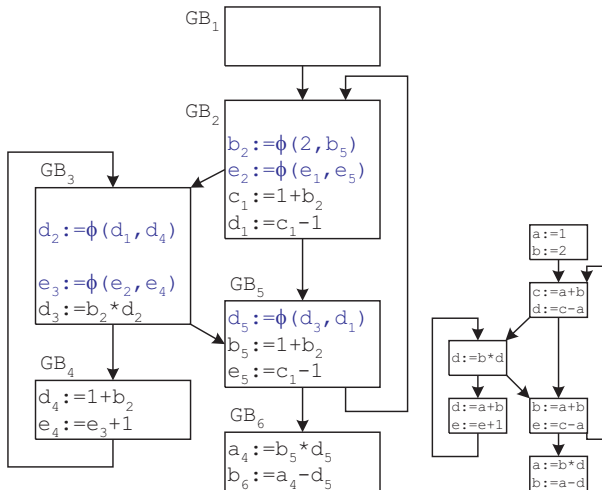 GB₁
GB₂
b₂:=ϕ(2,b₅)
e₂:=ϕ(e₁,e₅)
c₁:=1+b₂
d₁:=c₁-1
GB₃
d₂:=ϕ(d₁,d₄)
e₃:=ϕ(e₂,e₄)
d₃:=b₂*d₂
GB₅
d₅:=ϕ(d₃,d₁)
b₅:=1+b₂
e₅:=c₁-1
GB₄
d₄:=1+b₂
e₄:=e₃+1
GB₆
a₄:=b₅*d₅
b₆:=a₄-d₅
a:=1
b:=2
c:=a+b
d:=c-a
d:=b*d
d:=a+b
e:=e+1
b:=a+b
e:=c-a
a:=b*d
b:=a-d